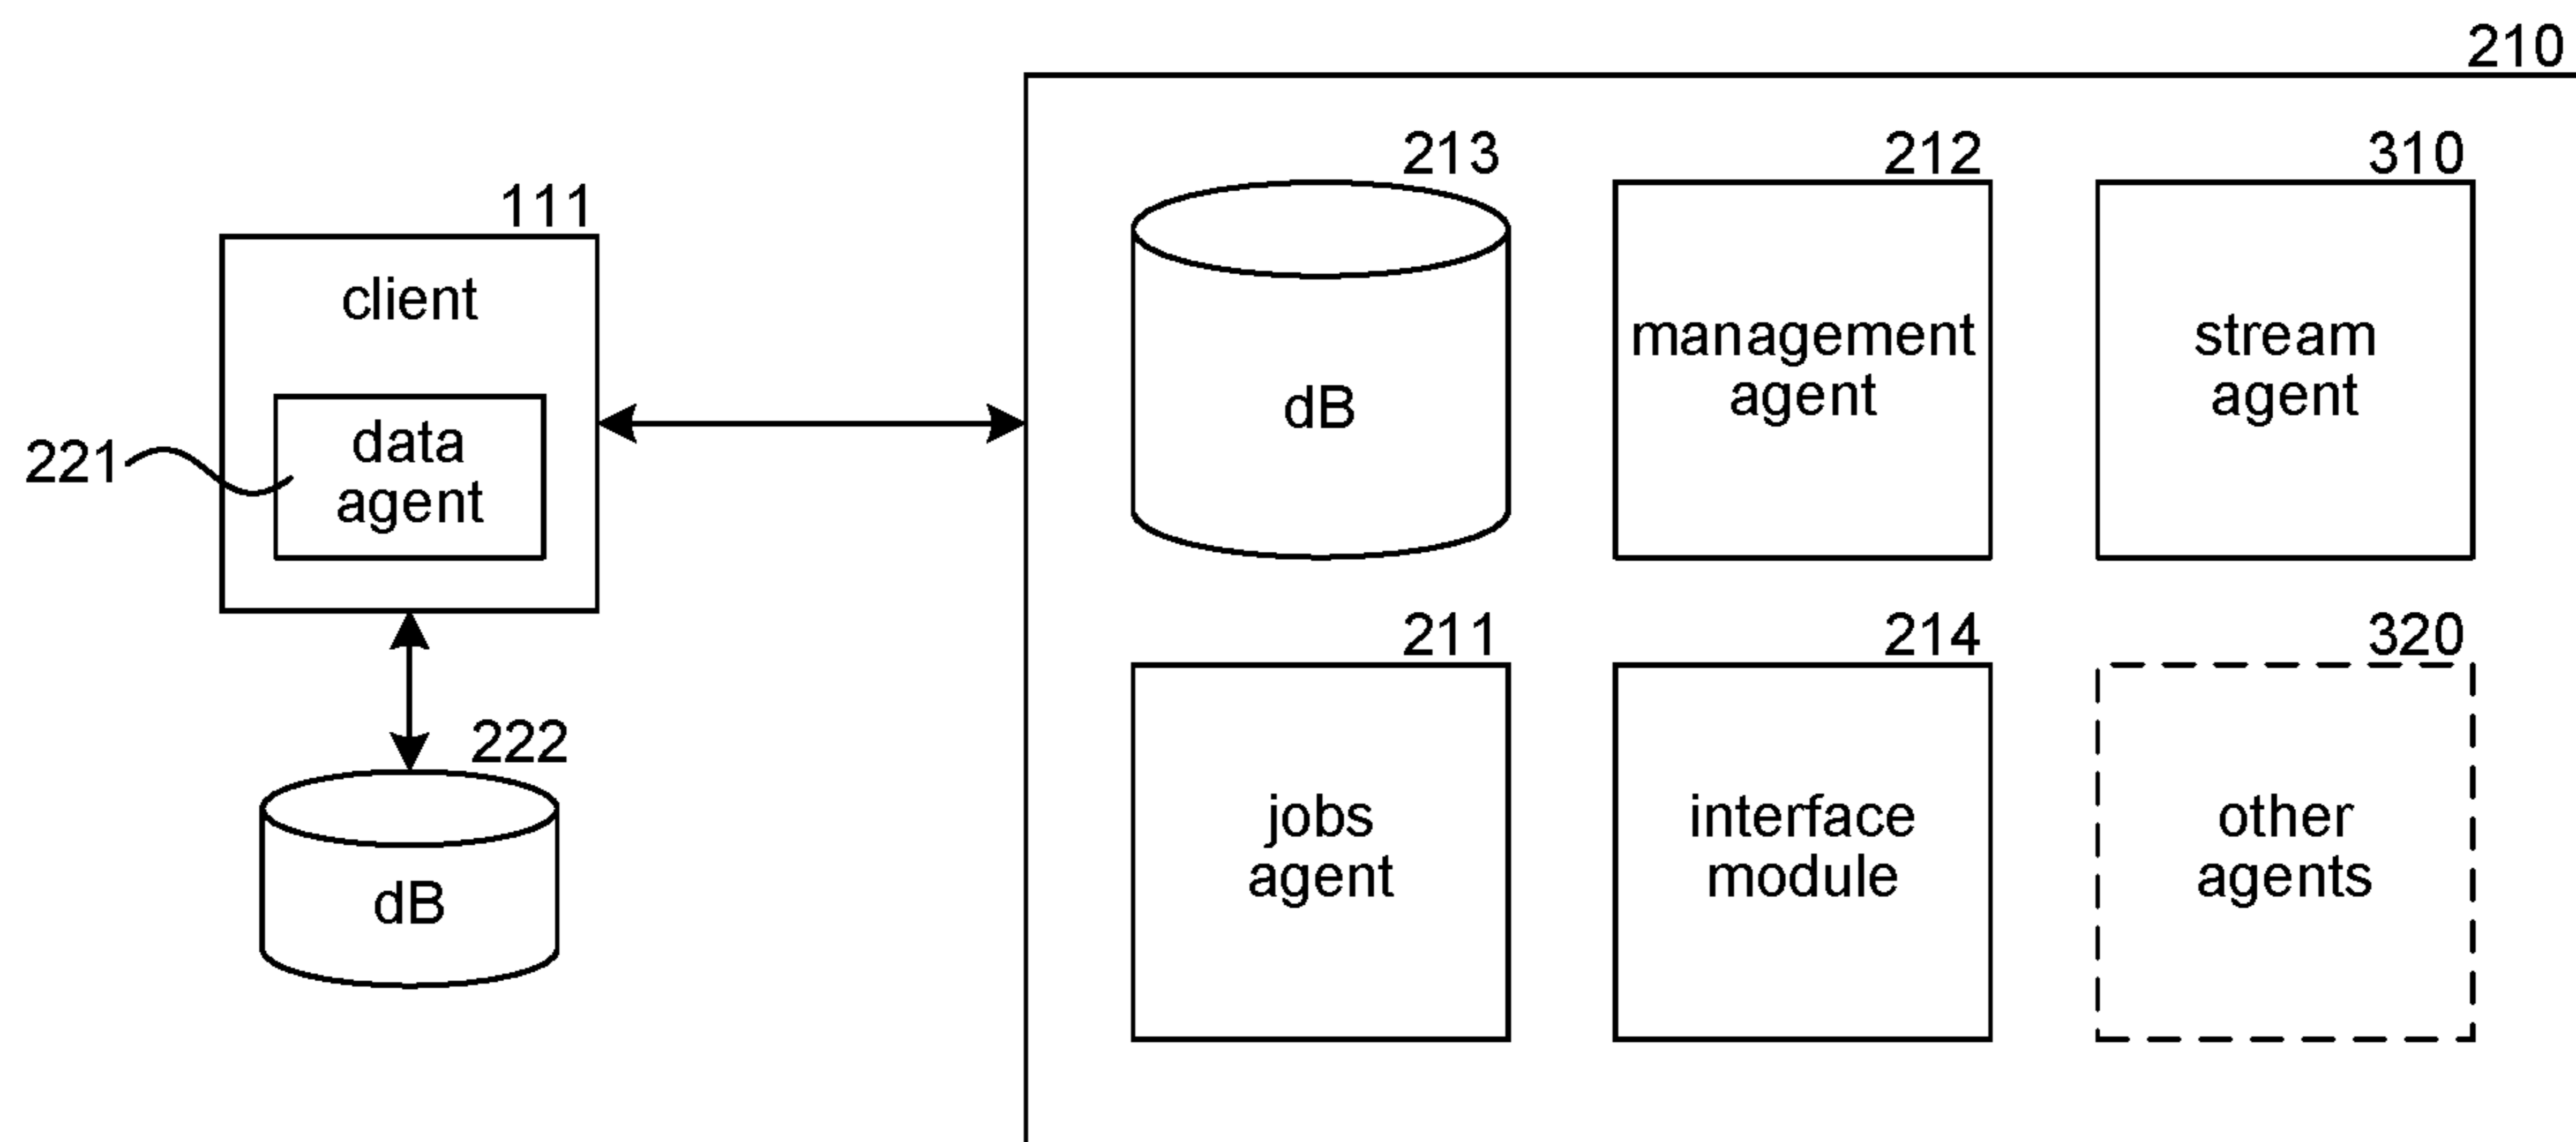 210
213
212
310
111
client
data
agent
221
dB
management
agent
stream
agent
222
dB
211
214
320
jobs
agent
interface
module
other
agents